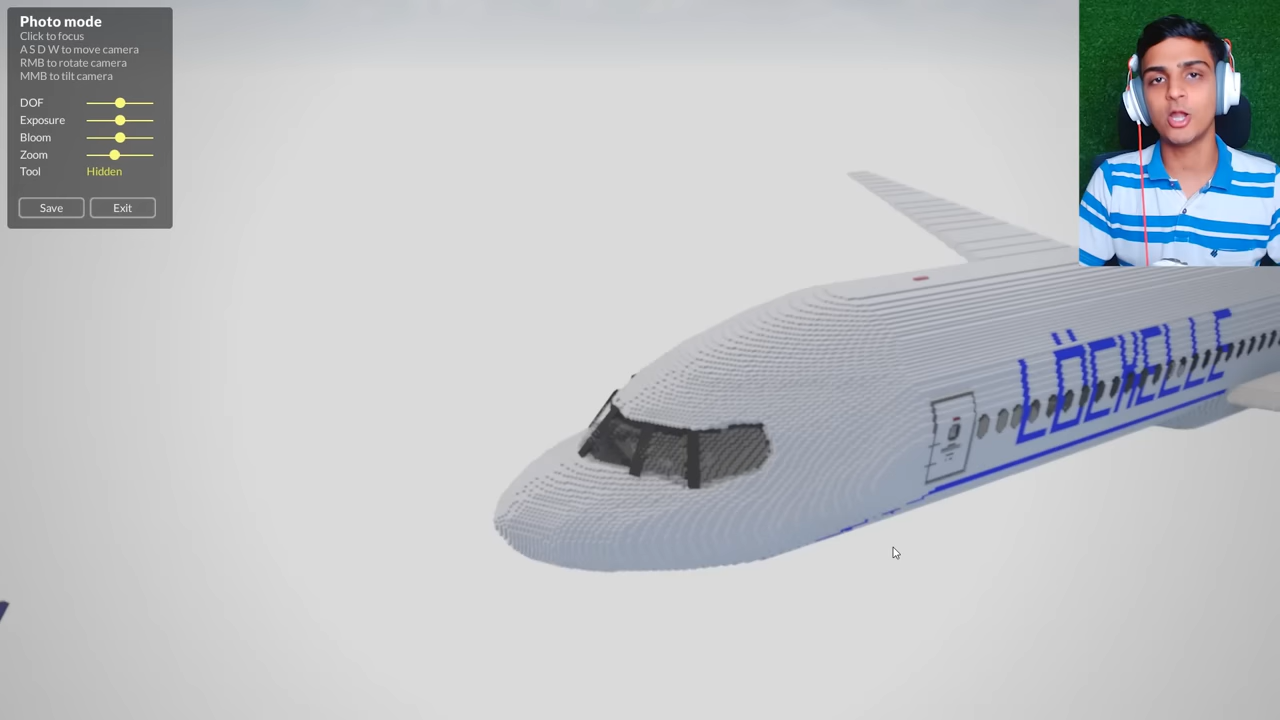 Photo mode
Click to focus
A S D W to move camera
RMB to rotate camera
MMB to tilt camera
DOF
Exposure
Bloom
Zoom
Tool Hidden
Save Exit
LÖCKELLE